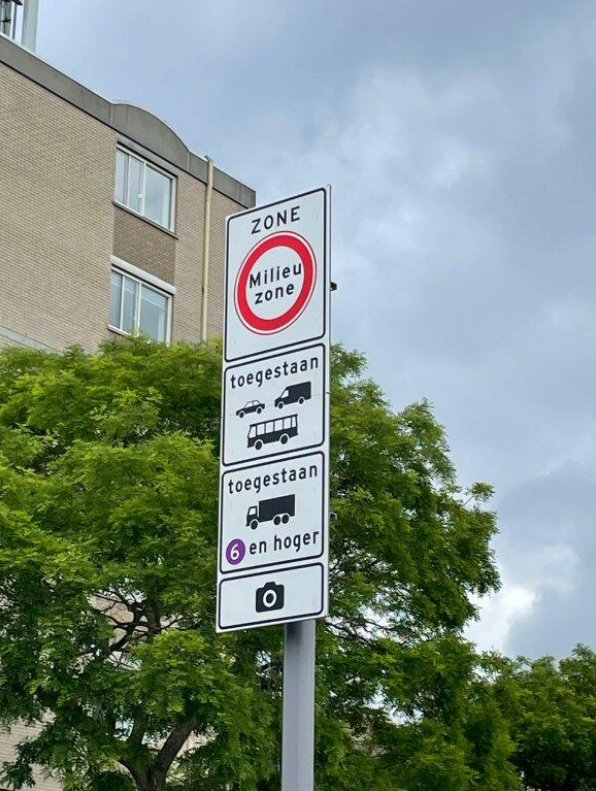 ZONE
Milieu
zone
toegestaan
toegestaan
6 en hoger